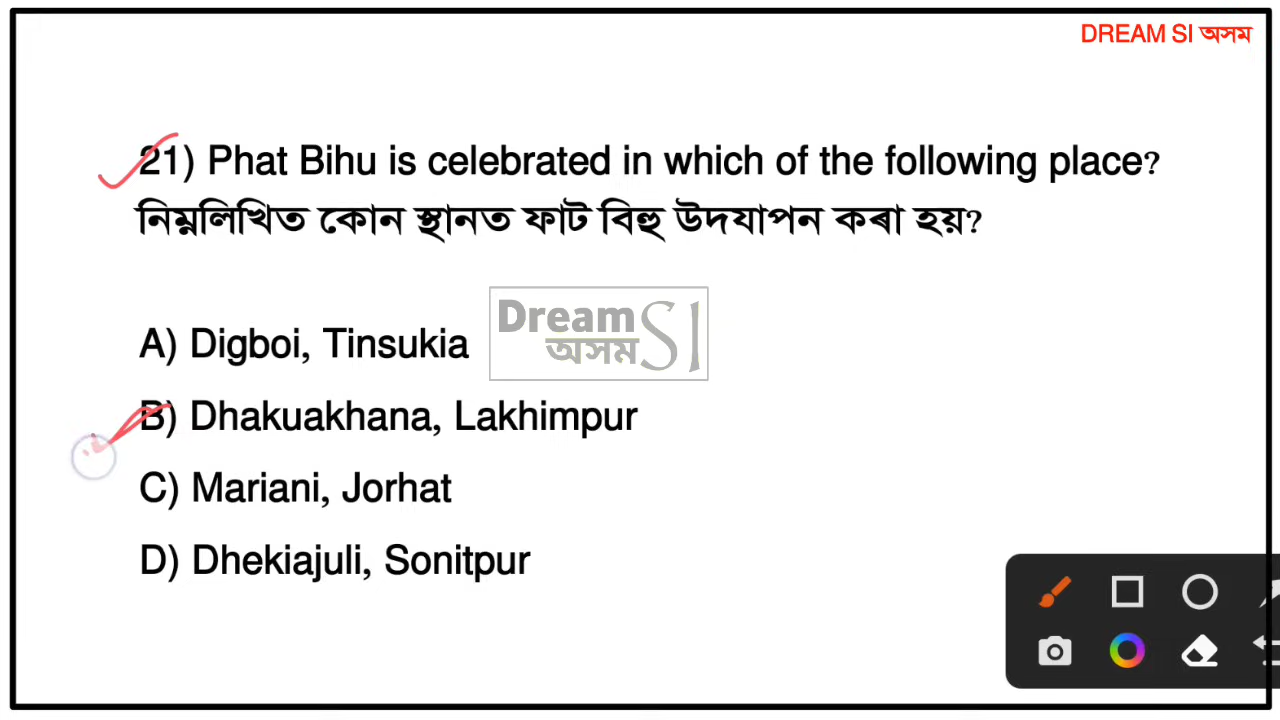 DREAM SI অসম
21) Phat Bihu is celebrated in which of the following place?
নিম্নলিখিত কোন স্থানত ফাট বিহু উদযাপন কৰা হয়?
A) Digboi, Tinsukia
Dream SI
অসম
B) Dhakuakhana, Lakhimpur
C) Mariani, Jorhat
D) Dhekiajuli, Sonitpur